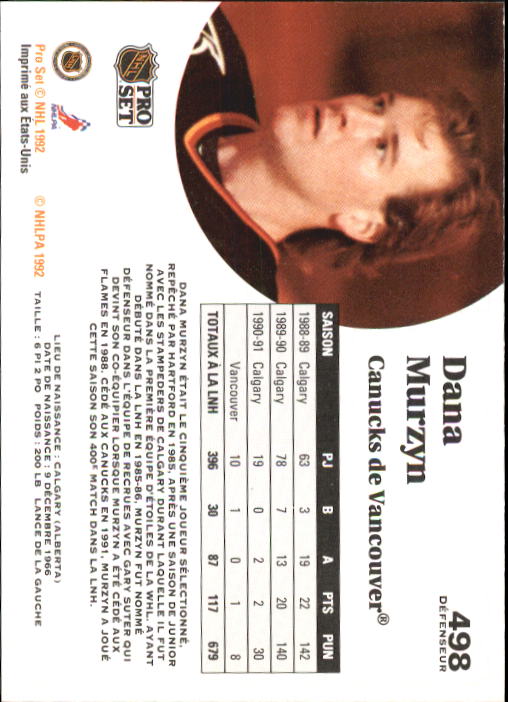 498
DÉFENSEUR
Dana
Murzyn
Canucks de Vancouver®
SAISON PJ B A PTS PUN
1988-89 Calgary 63 3 19 22 142
1989-90 Calgary 78 7 13 20 140
1990-91 Calgary 19 0 2 2 30
Vancouver 10 1 0 1 8
TOTAUX À LA LNH 396 30 87 117 679
DANA MURZYN ÉTAIT LE CINQUIÈME JOUEUR SÉLECTIONNÉ,
REPÊCHÉ PAR HARTFORD EN 1985, APRÈS UNE SAISON DE JUNIOR
AVEC LES STAMPEDERS DE CALGARY DURANT LAQUELLE IL FUT
NOMMÉ DANS LA PREMIÈRE ÉQUIPE D'ÉTOILES DE LA WHL. AYANT
DÉBUTÉ DANS LA LNH EN 1985-86, MURZYN FUT NOMMÉ
DÉFENSEUR DANS L'ÉQUIPE DE RECRUES AVEC GARY SUTER QUI
DEVINT SON CO-ÉQUIPIER LORSQUE MURZYN A ÉTÉ CÉDÉ AUX
FLAMES EN 1988. CÉDÉ AUX CANUCKS EN 1991, MURZYN A JOUÉ
CETTE SAISON SON 400e MATCH DANS LA LNH.
LIEU DE NAISSANCE : CALGARY (ALBERTA)
DATE DE NAISSANCE : 9 DÉCEMBRE 1966
TAILLE : 6 PI 2 PO POIDS : 200 LB LANCE DE LA GAUCHE
NHL
PRO
SET
NHLPA
Pro Set © NHL 1992
© NHLPA 1992
Imprimé aux États-Unis